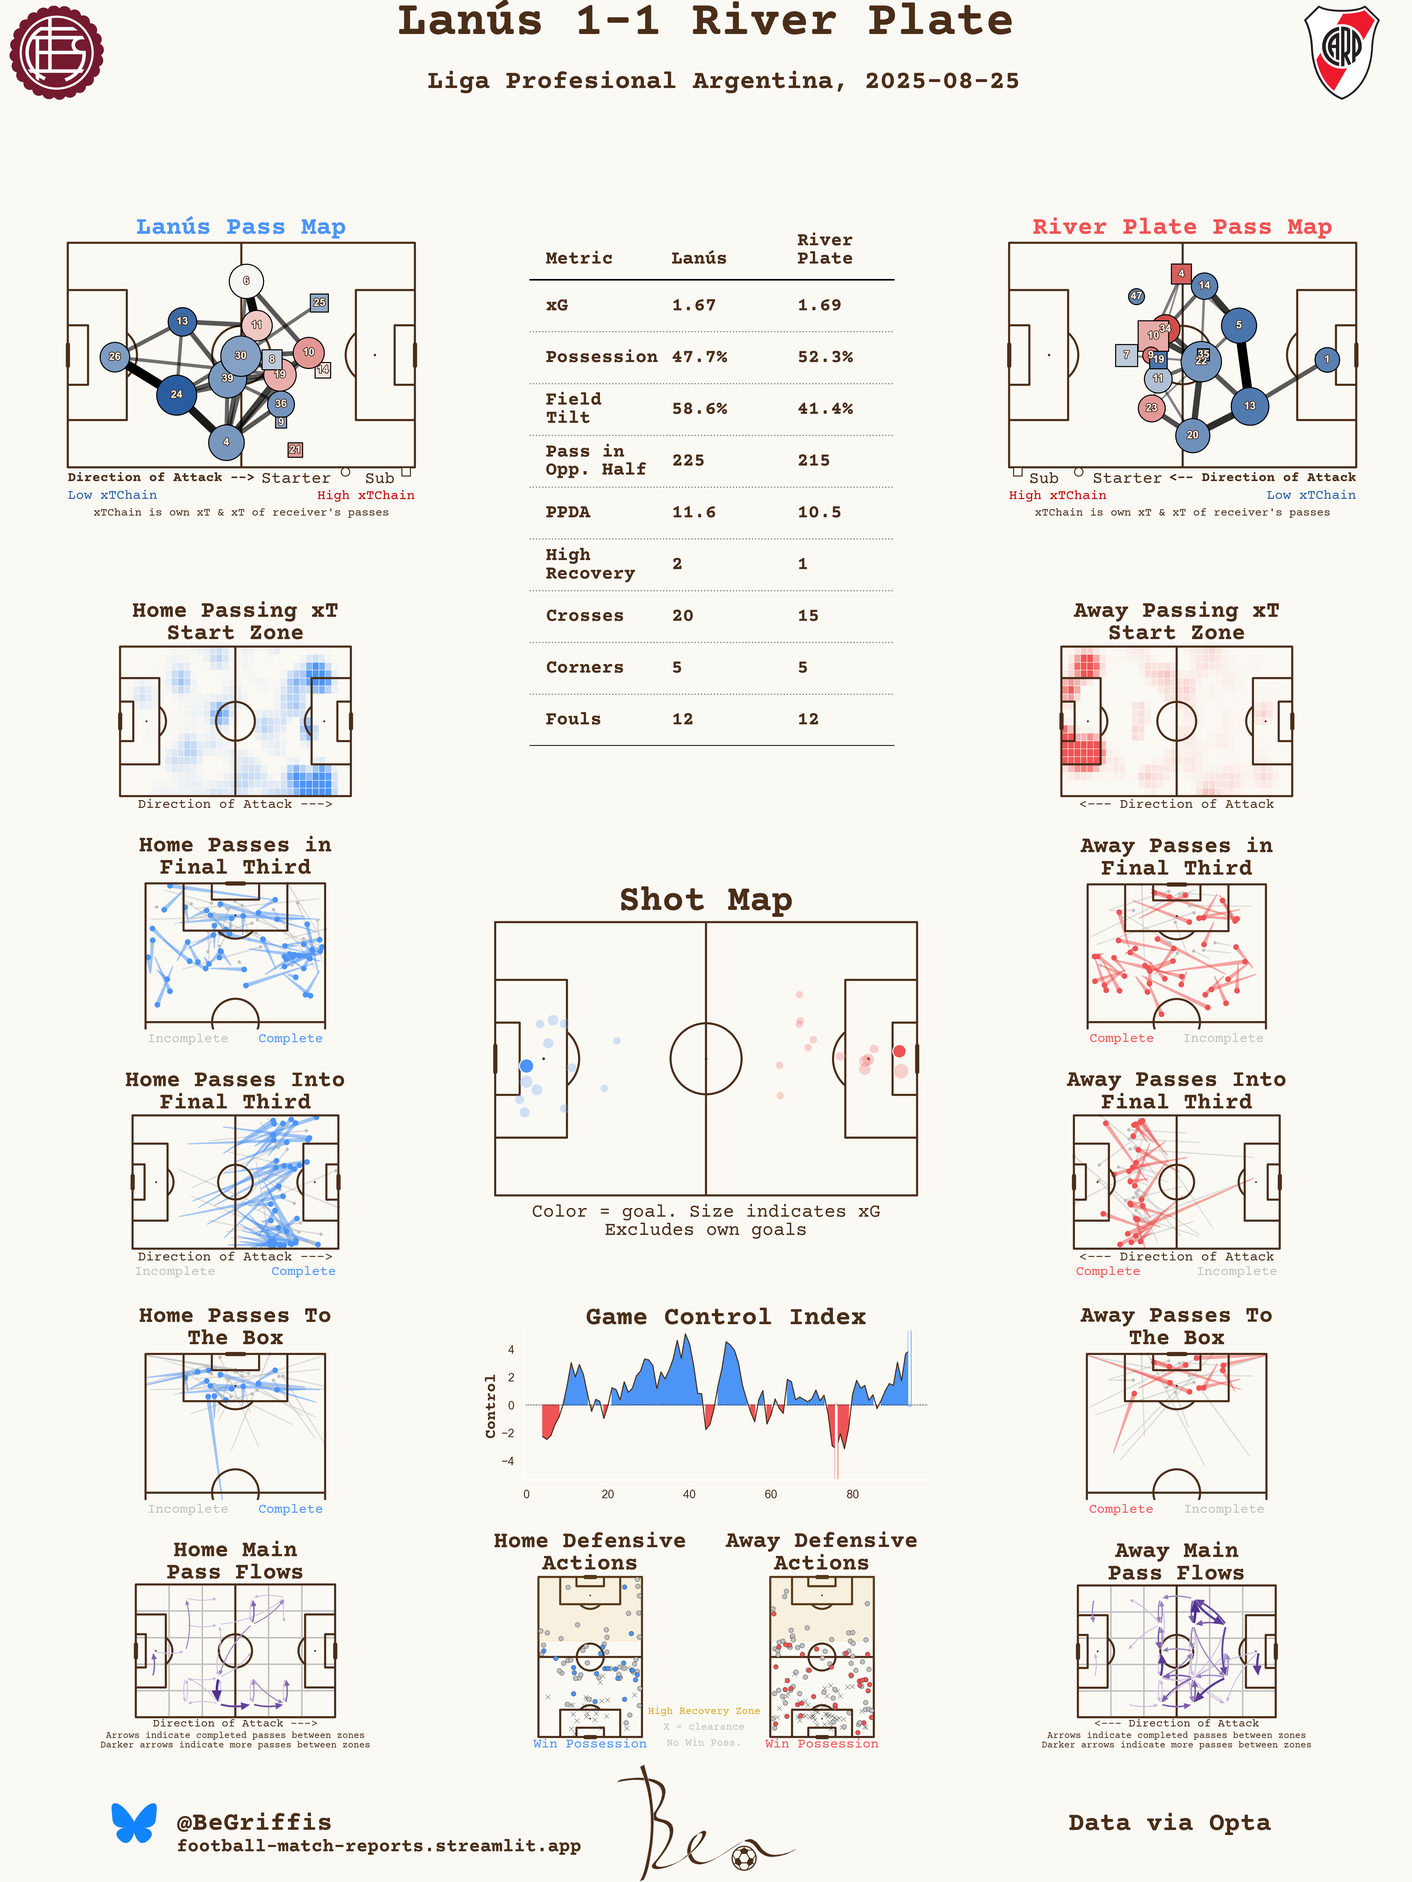 Lanús 1-1 River Plate
Liga Profesional Argentina, 2025-08-25
CARP
Lanús Pass Map
6
25
13
11
26
30
8
10
39
19
14
24
36
9
4
21
Direction of Attack --> Starter Sub
Low xTChain High xTChain
xTChain is own xT & xT of receiver's passes
Metric Lanús River Plate
xG 1.67 1.69
Possession 47.7% 52.3%
Field Tilt 58.6% 41.4%
Pass in Opp. Half 225 215
PPDA 11.6 10.5
High Recovery 2 1
Crosses 20 15
Corners 5 5
Fouls 12 12
River Plate Pass Map
4
14
47
34
10
5
7
9
19
35
22
1
11
23
13
20
Sub Starter <-- Direction of Attack
High xTChain Low xTChain
xTChain is own xT & xT of receiver's passes
Home Passing xT
Start Zone
Direction of Attack --->
Away Passing xT
Start Zone
<--- Direction of Attack
Home Passes in
Final Third
Incomplete Complete
Away Passes in
Final Third
Complete Incomplete
Shot Map
Color = goal. Size indicates xG
Excludes own goals
Home Passes Into
Final Third
Direction of Attack --->
Incomplete Complete
Away Passes Into
Final Third
<--- Direction of Attack
Complete Incomplete
Home Passes To
The Box
Incomplete Complete
Game Control Index
Control
4
2
0
−2
−4
0 20 40 60 80
Away Passes To
The Box
Complete Incomplete
Home Main
Pass Flows
Direction of Attack --->
Arrows indicate completed passes between zones
Darker arrows indicate more passes between zones
Home Defensive
Actions
Win Possession
High Recovery Zone
X = clearance
No Win Poss.
Away Defensive
Actions
Win Possession
Away Main
Pass Flows
<--- Direction of Attack
Arrows indicate completed passes between zones
Darker arrows indicate more passes between zones
@BeGriffis
football-match-reports.streamlit.app
Ben
Data via Opta